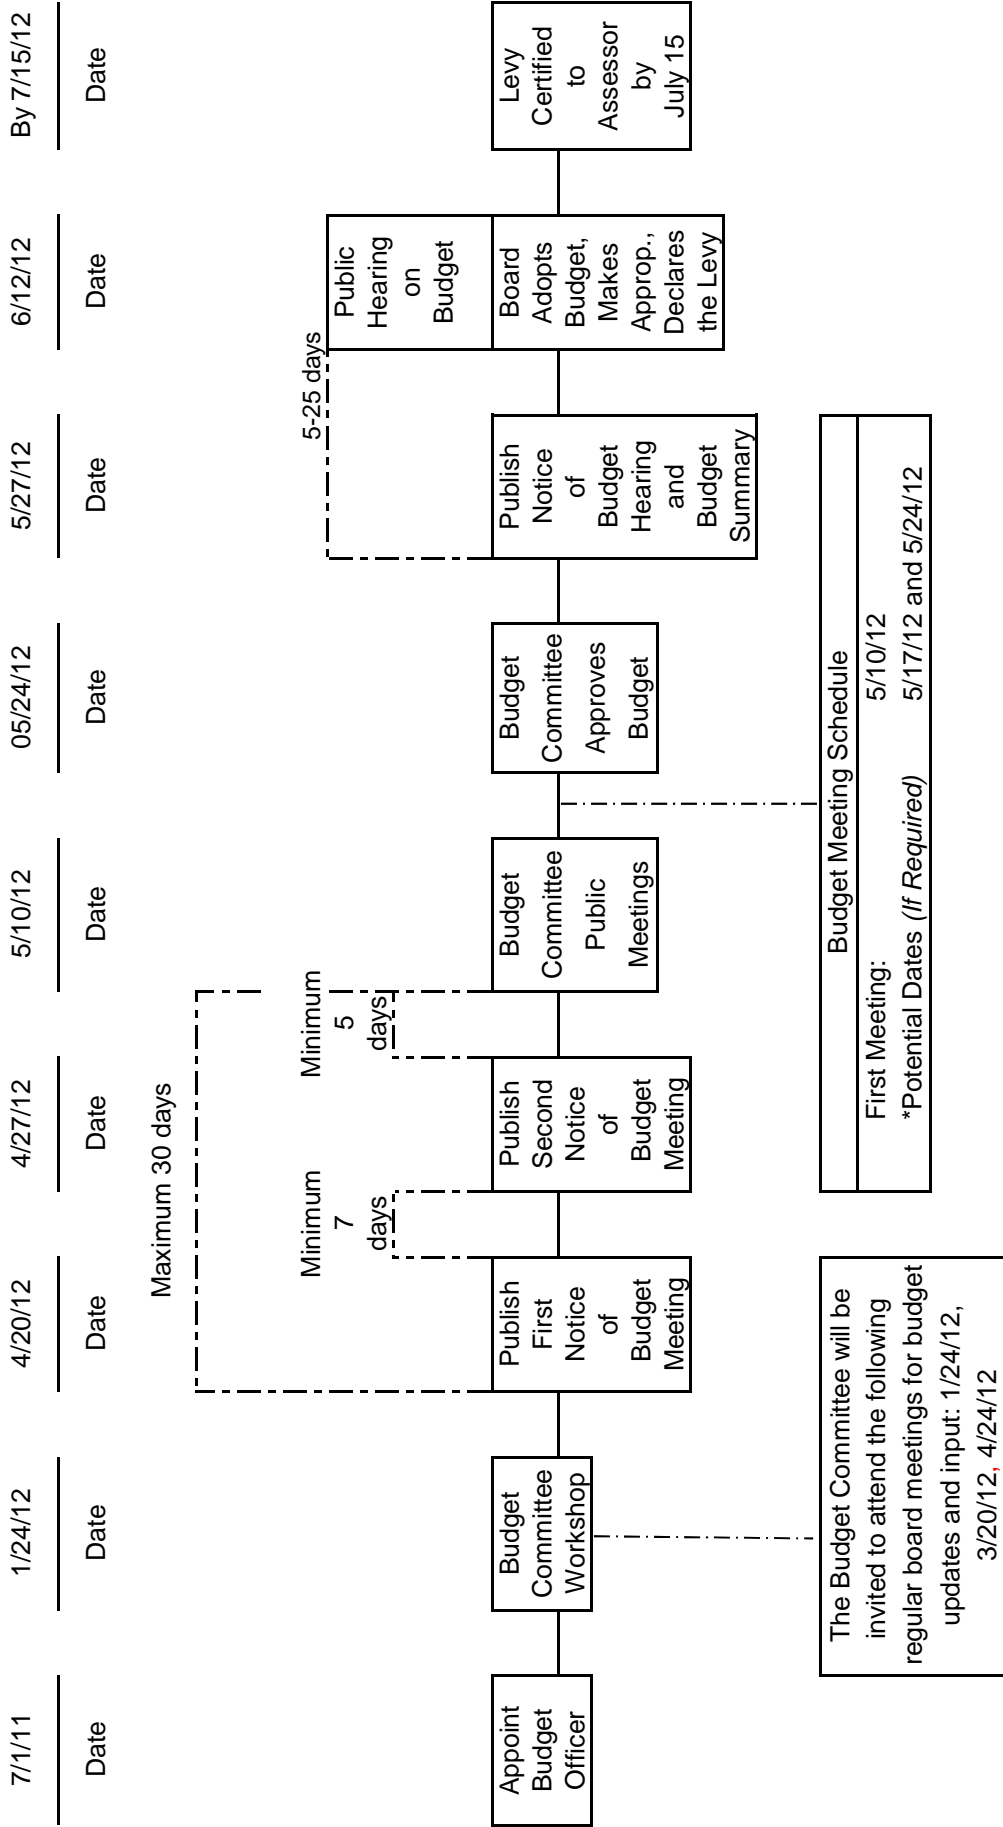 7/1/11
Date
1/24/12
Date
4/20/12
Date
4/27/12
Date
5/10/12
Date
05/24/12
Date
5/27/12
Date
6/12/12
Date
By 7/15/12
Date
Maximum 30 days
Minimum
7
days
Minimum
5
days
5-25 days
Appoint
Budget
Officer
Budget
Committee
Workshop
Publish
First
Notice
of
Budget
Meeting
Publish
Second
Notice
of
Budget
Meeting
Budget
Committee
Public
Meetings
Budget
Committee
Approves
Budget
Publish
Notice
of
Budget
Hearing
and
Budget
Summary
Public
Hearing
on
Budget
Board
Adopts
Budget,
Makes
Approp.,
Declares
the Levy
Levy
Certified
to
Assessor
by
July 15
The Budget Committee will be
invited to attend the following
regular board meetings for budget
updates and input: 1/24/12,
3/20/12, 4/24/12
Budget Meeting Schedule
First Meeting: 5/10/12
*Potential Dates (If Required) 5/17/12 and 5/24/12